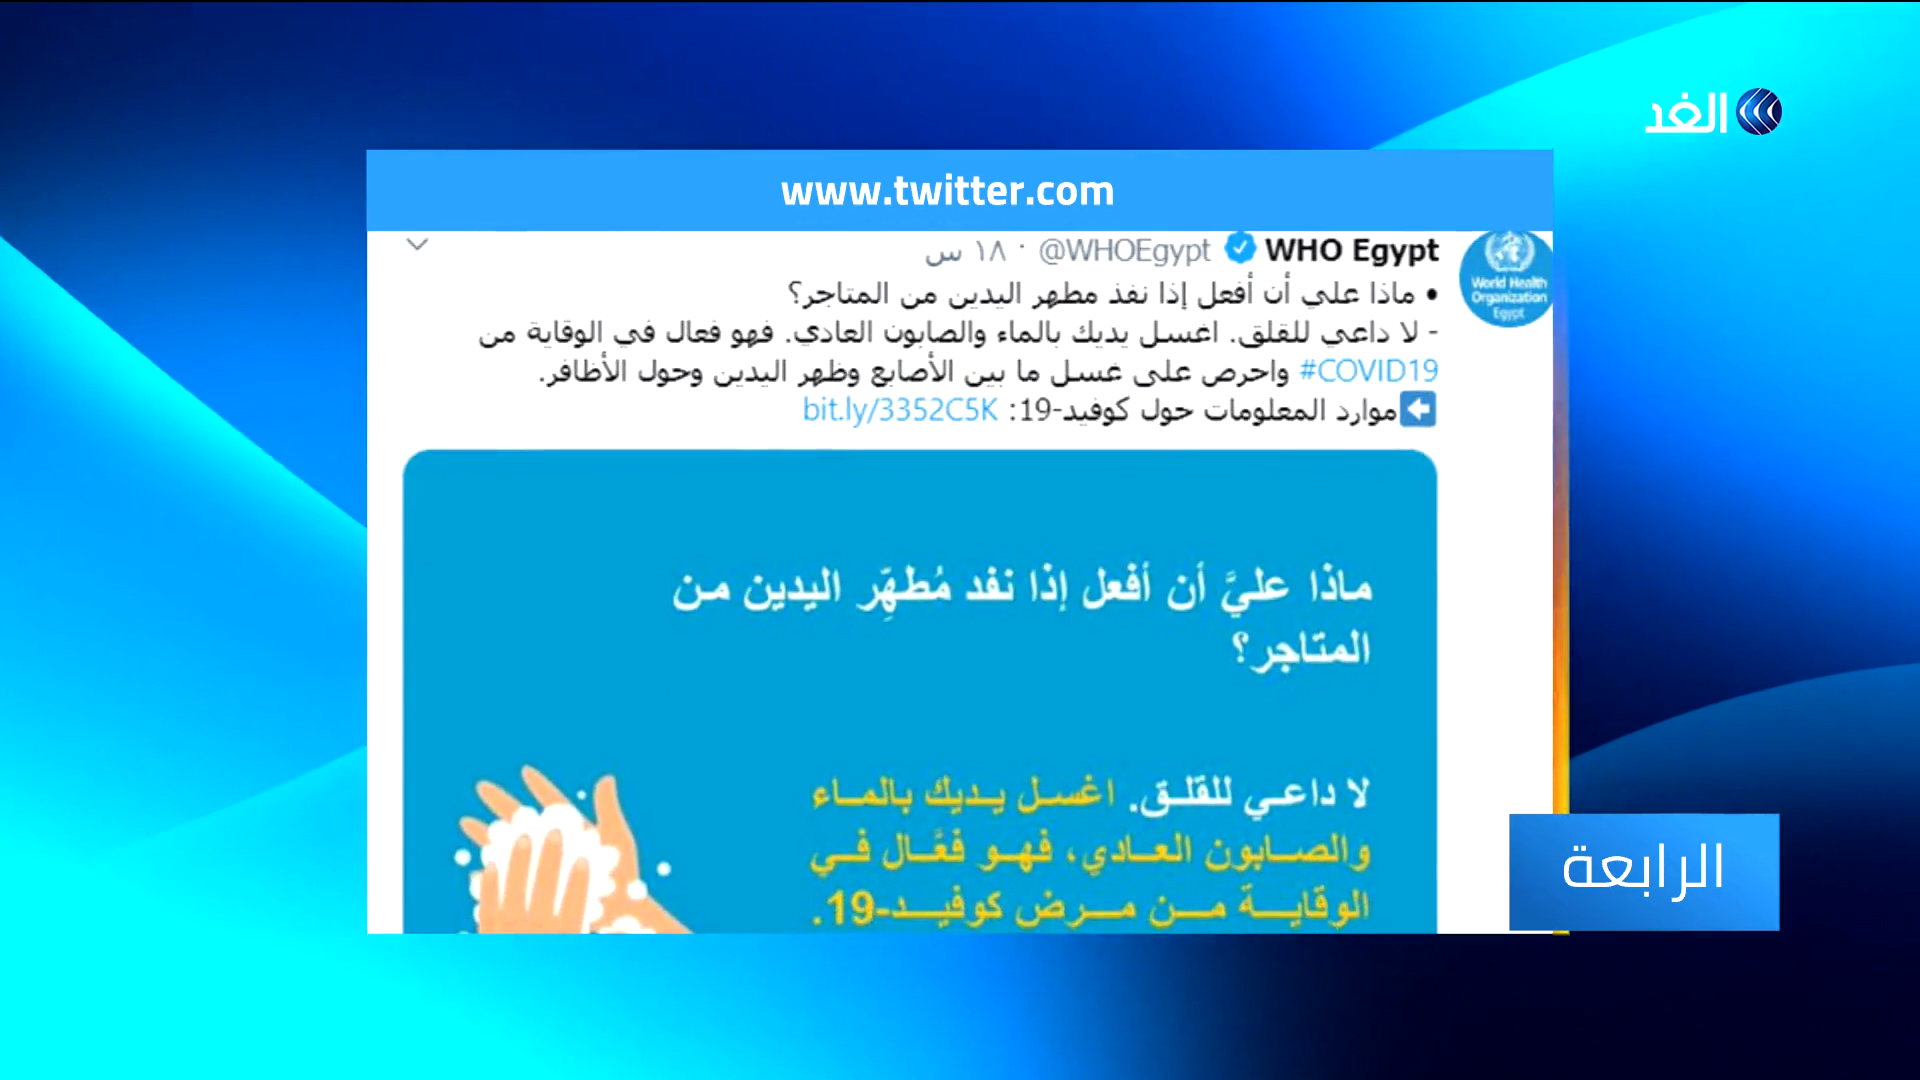 الغد
www.twitter.com
WHO Egypt @WHOEgypt · ١٨ س
World Health
Organization
Egypt
• ماذا علي أن أفعل إذا نفذ مطهر اليدين من المتاجر؟
- لا داعي للقلق. اغسل يديك بالماء والصابون العادي. فهو فعال في الوقاية من
#COVID19 واحرص على غسل ما بين الأصابع وظهر اليدين وحول الأظافر.
⬅️موارد المعلومات حول كوفيد-19: bit.ly/3352C5K
ماذا عليَّ أن أفعل إذا نفد مُطهِّر اليدين من
المتاجر؟
لا داعي للقلق. اغسل يديك بالماء
والصابون العادي، فهو فعَّال في
الوقاية من مرض كوفيد-19.
الرابعة